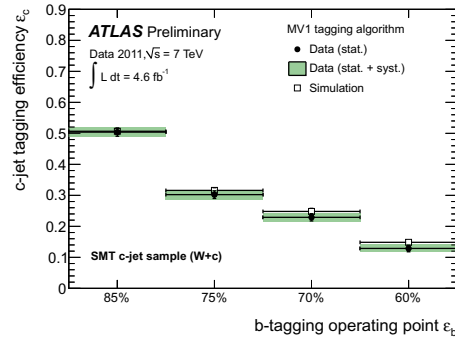 ATLAS Preliminary
Data 2011, √s = 7 TeV
∫ L dt = 4.6 fb⁻¹
MV1 tagging algorithm
Data (stat.)
Data (stat. + syst.)
Simulation
c-jet tagging efficiency ε_c
0.9
0.8
0.7
0.6
0.5
0.4
0.3
0.2
0.1
0
SMT c-jet sample (W+c)
85% 75% 70% 60%
b-tagging operating point ε_b